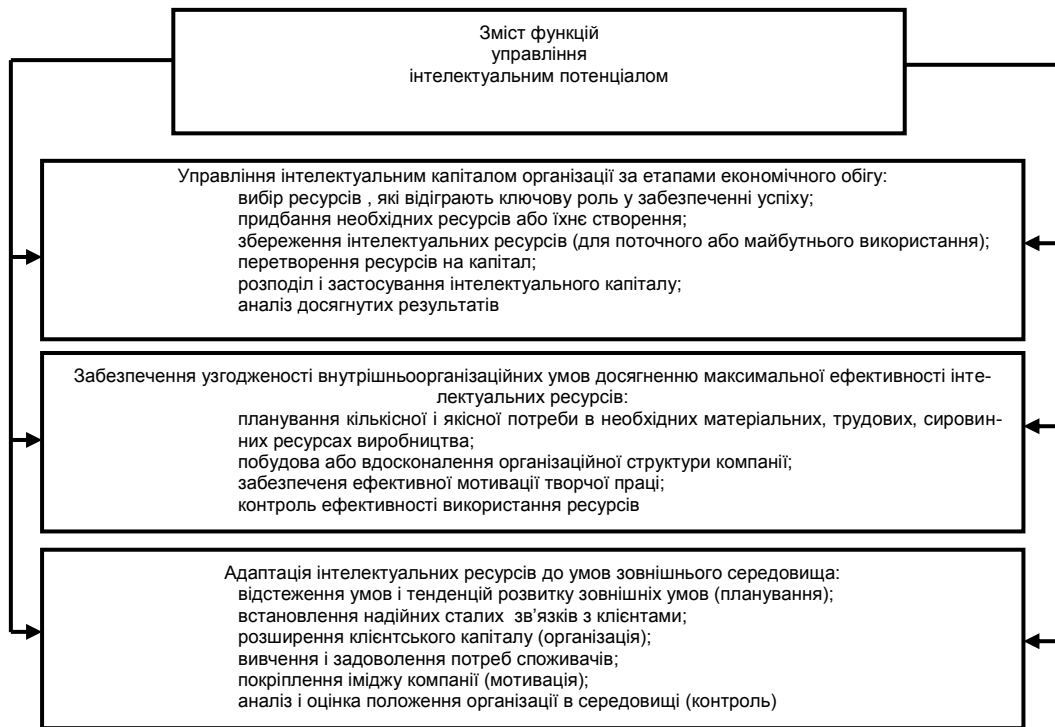 Зміст функцій
управління
інтелектуальним потенціалом
Управління інтелектуальним капіталом організації за етапами економічного обігу:
вибір ресурсів , які відіграють ключову роль у забезпеченні успіху;
придбання необхідних ресурсів або їхнє створення;
збереження інтелектуальних ресурсів (для поточного або майбутнього використання);
перетворення ресурсів на капітал;
розподіл і застосування інтелектуального капіталу;
аналіз досягнутих результатів
Забезпечення узгодженості внутрішньоорганізаційних умов досягненню максимальної ефективності інте-
лектуальних ресурсів:
планування кількісної і якісної потреби в необхідних матеріальних, трудових, сировин-
них ресурсах виробництва;
побудова або вдосконалення організаційної структури компанії;
забезпеченя ефективної мотивації творчої праці;
контроль ефективності використання ресурсів
Адаптація інтелектуальних ресурсів до умов зовнішнього середовища:
відстеження умов і тенденцій розвитку зовнішніх умов (планування);
встановлення надійних сталих зв’язків з клієнтами;
розширення клієнтського капіталу (організація);
вивчення і задоволення потреб споживачів;
покріплення іміджу компанії (мотивація);
аналіз і оцінка положення організації в середовищі (контроль)